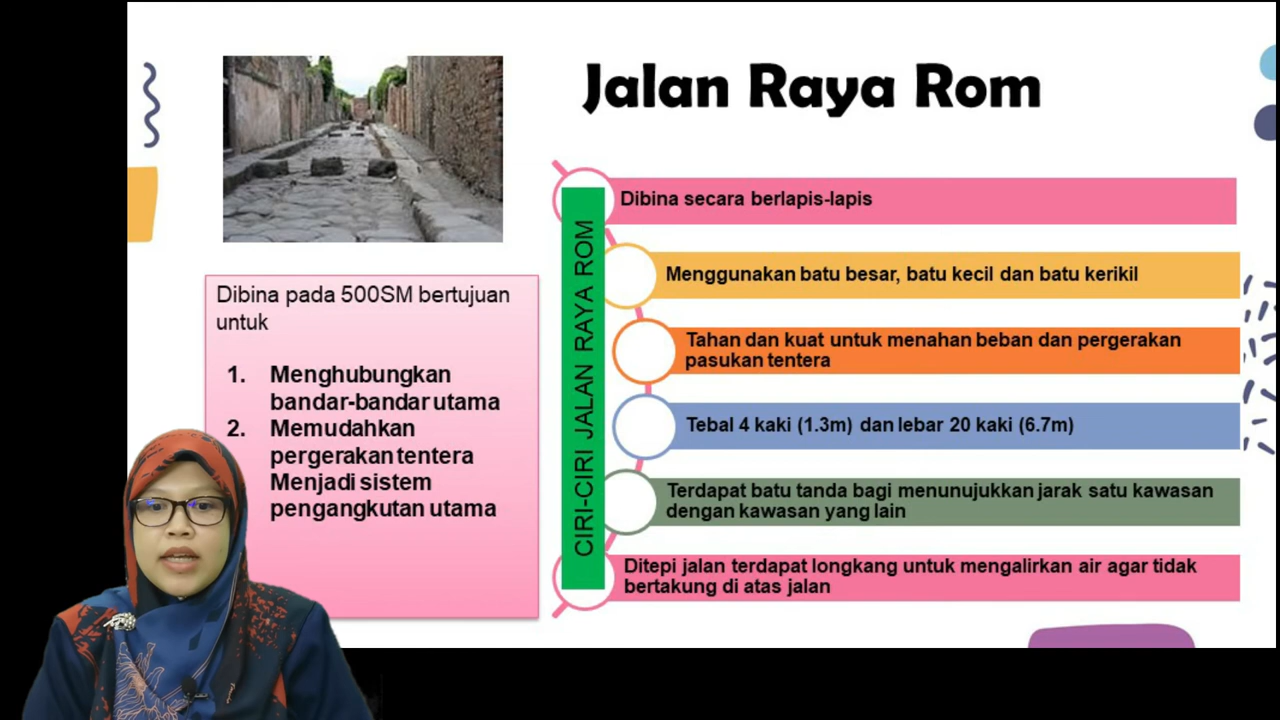 Jalan Raya Rom
Dibina pada 500SM bertujuan
untuk
1. Menghubungkan
bandar-bandar utama
2. Memudahkan
pergerakan tentera
Menjadi sistem
pengangkutan utama
CIRI-CIRI JALAN RAYA ROM
Dibina secara berlapis-lapis
Menggunakan batu besar, batu kecil dan batu kerikil
Tahan dan kuat untuk menahan beban dan pergerakan
pasukan tentera
Tebal 4 kaki (1.3m) dan lebar 20 kaki (6.7m)
Terdapat batu tanda bagi menunujukkan jarak satu kawasan
dengan kawasan yang lain
Ditepi jalan terdapat longkang untuk mengalirkan air agar tidak
bertakung di atas jalan